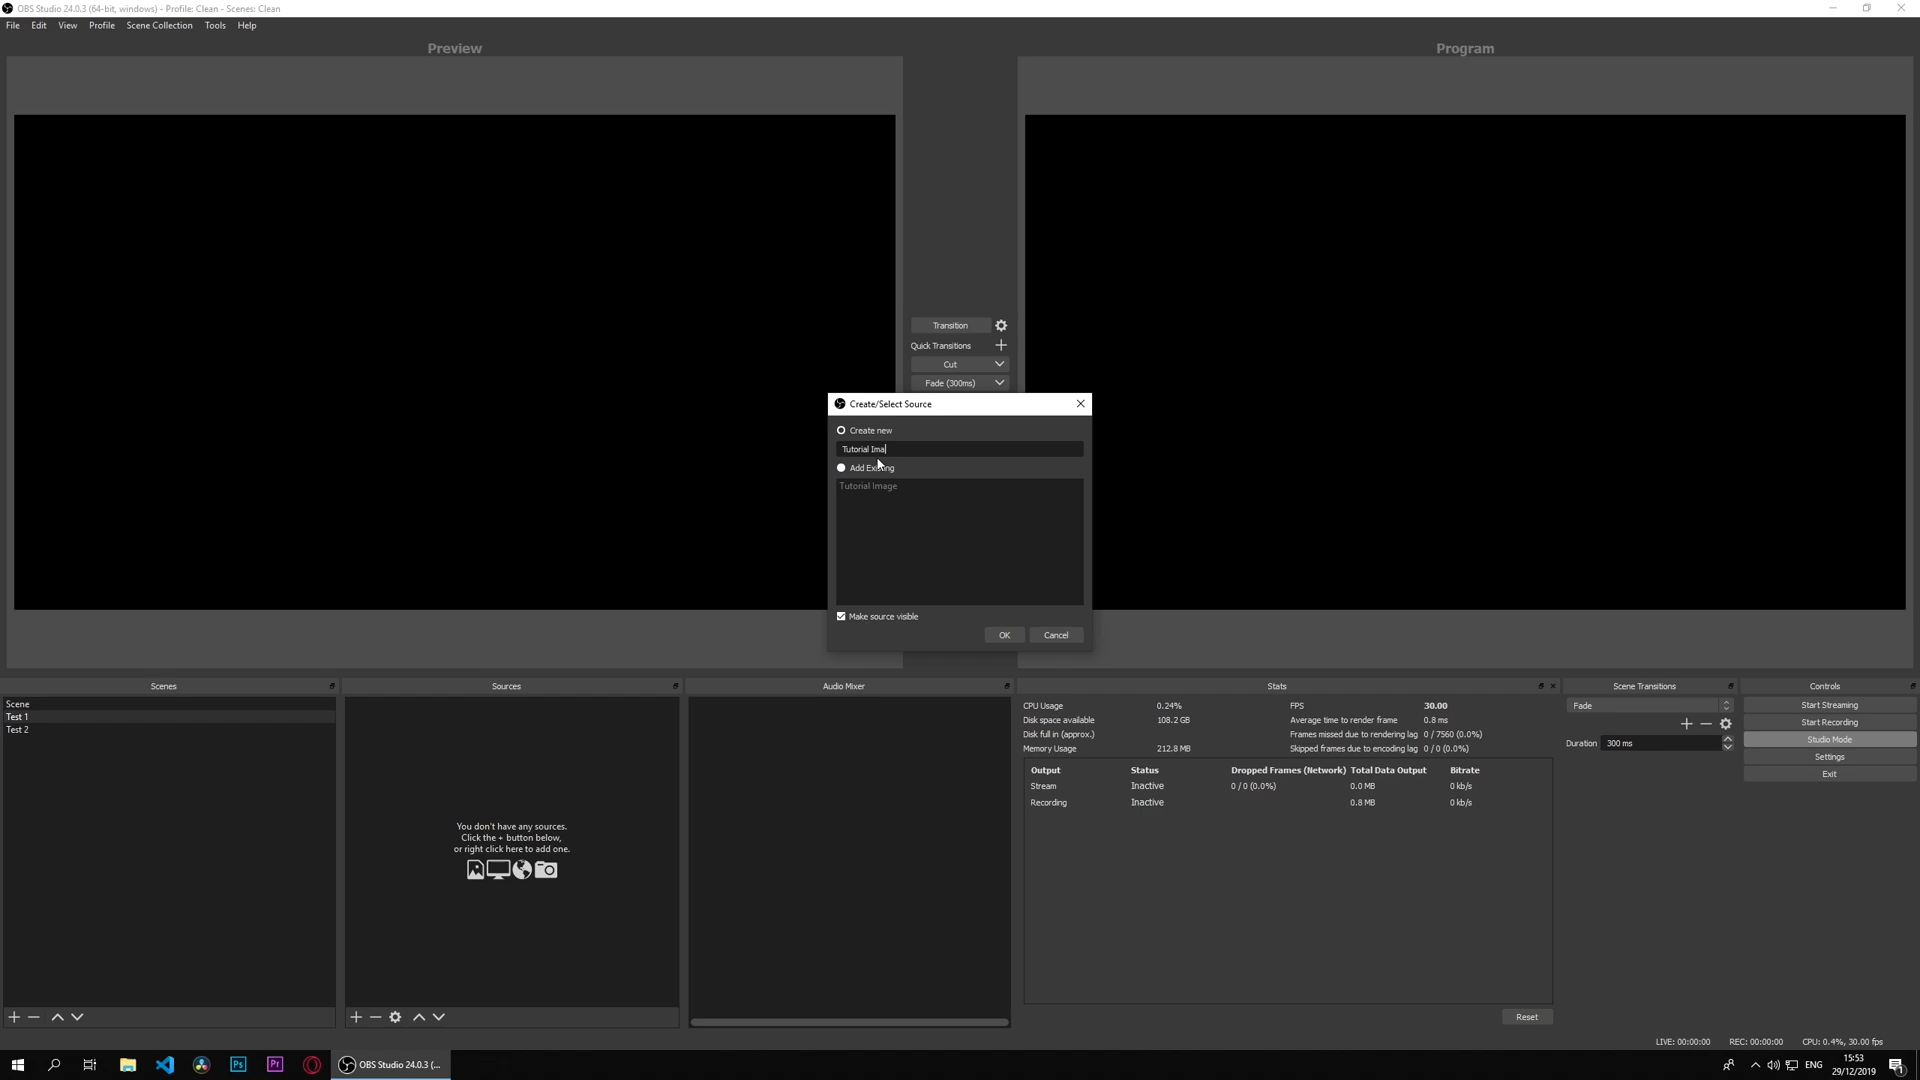 OBS Studio 24.0.3 (64-bit, windows) - Profile: Clean - Scenes: Clean
File Edit View Profile Scene Collection Tools Help
Preview
Program
Transition
Quick Transitions
Cut
Fade (300ms)
Create/Select Source
Create new
Tutorial Ima
Add Existing
Tutorial Image
Make source visible
OK Cancel
Scenes
Scene
Test 1
Test 2
Sources
You don't have any sources.
Click the + button below,
or right click here to add one.
Audio Mixer
Stats
CPU Usage 0.24% FPS 30.00
Disk space available 108.2 GB Average time to render frame 0.8 ms
Disk full in (approx.) Frames missed due to rendering lag 0 / 7560 (0.0%)
Memory Usage 212.8 MB Skipped frames due to encoding lag 0 / 0 (0.0%)
Output Status Dropped Frames (Network) Total Data Output Bitrate
Stream Inactive 0 / 0 (0.0%) 0.0 MB 0 kb/s
Recording Inactive 0.8 MB 0 kb/s
Reset
Scene Transitions
Fade
Duration 300 ms
Controls
Start Streaming
Start Recording
Studio Mode
Settings
Exit
LIVE: 00:00:00 REC: 00:00:00 CPU: 0.4%, 30.00 fps
Ps Pr OBS Studio 24.0.3 (... ENG 15:53
29/12/2019
1